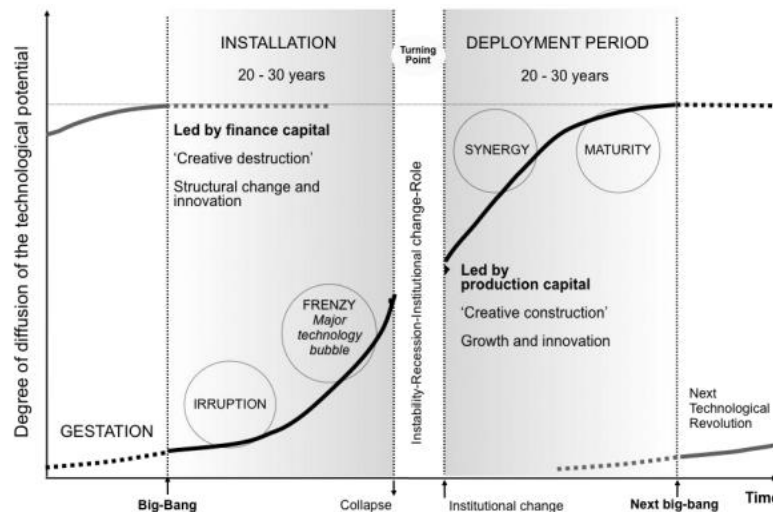 Degree of diffusion of the technological potential
INSTALLATION
20 - 30 years
Turning
Point
DEPLOYMENT PERIOD
20 - 30 years
Led by finance capital
'Creative destruction'
Structural change and
innovation
SYNERGY
MATURITY
Instability-Recession-Institutional change-Role
Led by
production capital
'Creative construction'
Growth and innovation
FRENZY
Major
technology
bubble
IRRUPTION
GESTATION
Next
Technological
Revolution
Big-Bang
Collapse
Institutional change
Next big-bang
Time